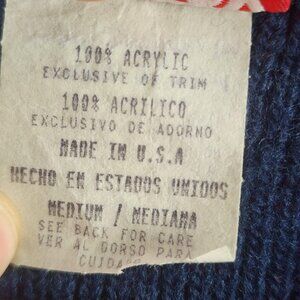 100% ACRYLIC
EXCLUSIVE OF TRIM
100% ACRILICO
EXCLUSIVO DE ADORNO
MADE IN U.S.A
HECHO EN ESTADOS UNIDOS
MEDIUM / MEDIANA
SEE BACK FOR CARE
VER AL DORSO PARA